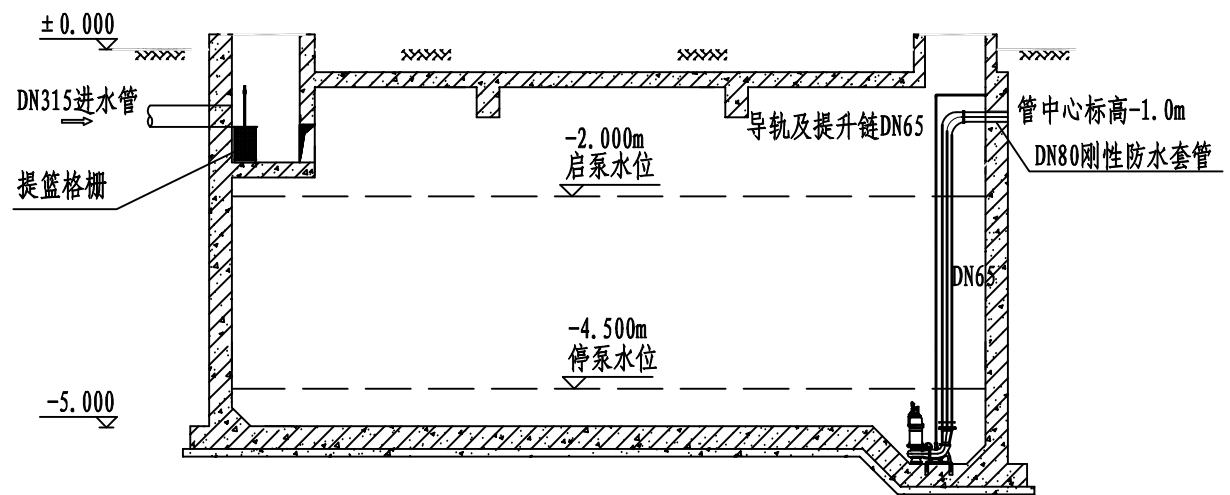 ±0.000
DN315进水管
提篮格栅
-2.000m
启泵水位
导轨及提升链DN65
管中心标高-1.0m
DN80刚性防水套管
DN65
-4.500m
停泵水位
-5.000